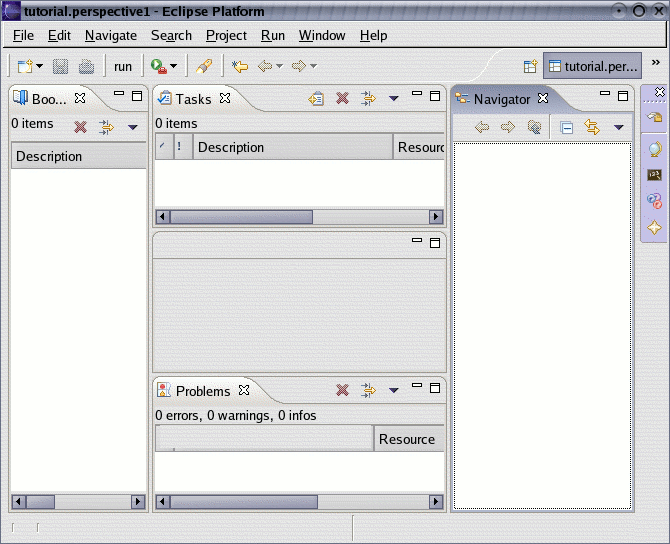 tutorial.perspective1 - Eclipse Platform
File Edit Navigate Search Project Run Window Help
run
tutorial.per...
»
Boo...
0 items
Description
Tasks
0 items
! Description Resourc
Problems
0 errors, 0 warnings, 0 infos
Resource
Navigator